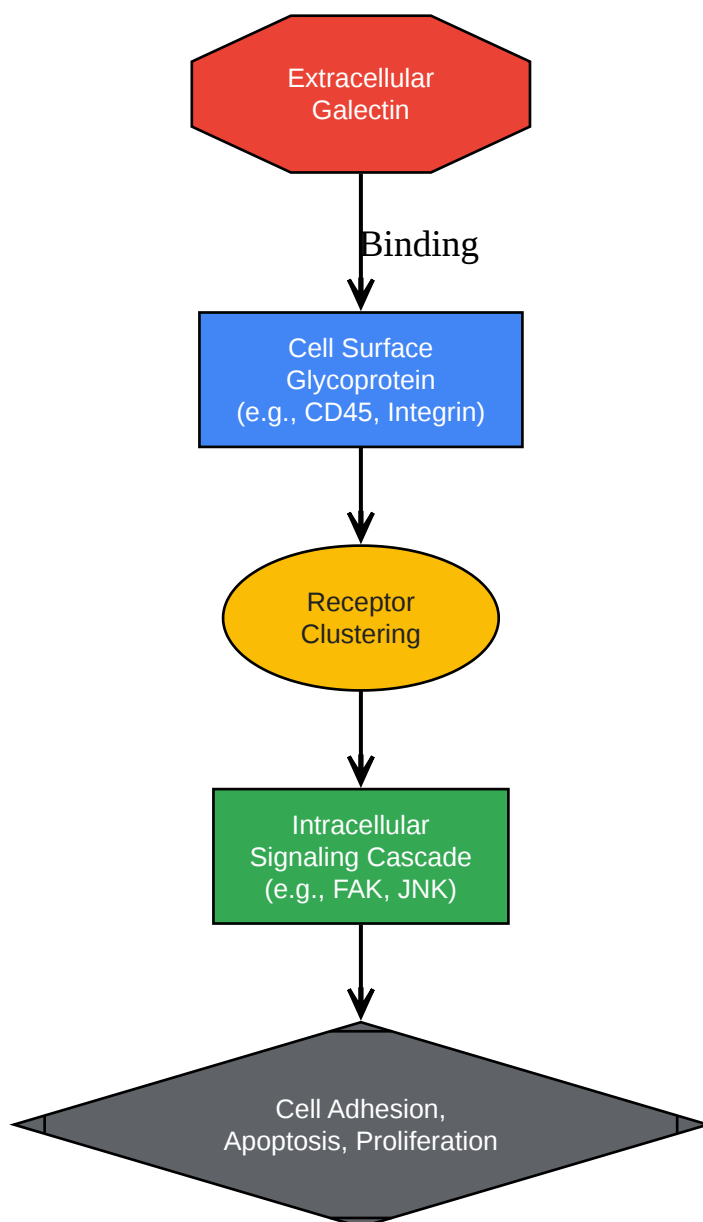 Extracellular
Galectin
Binding
Cell Surface
Glycoprotein
(e.g., CD45, Integrin)
Receptor
Clustering
Intracellular
Signaling Cascade
(e.g., FAK, JNK)
Cell Adhesion,
Apoptosis, Proliferation